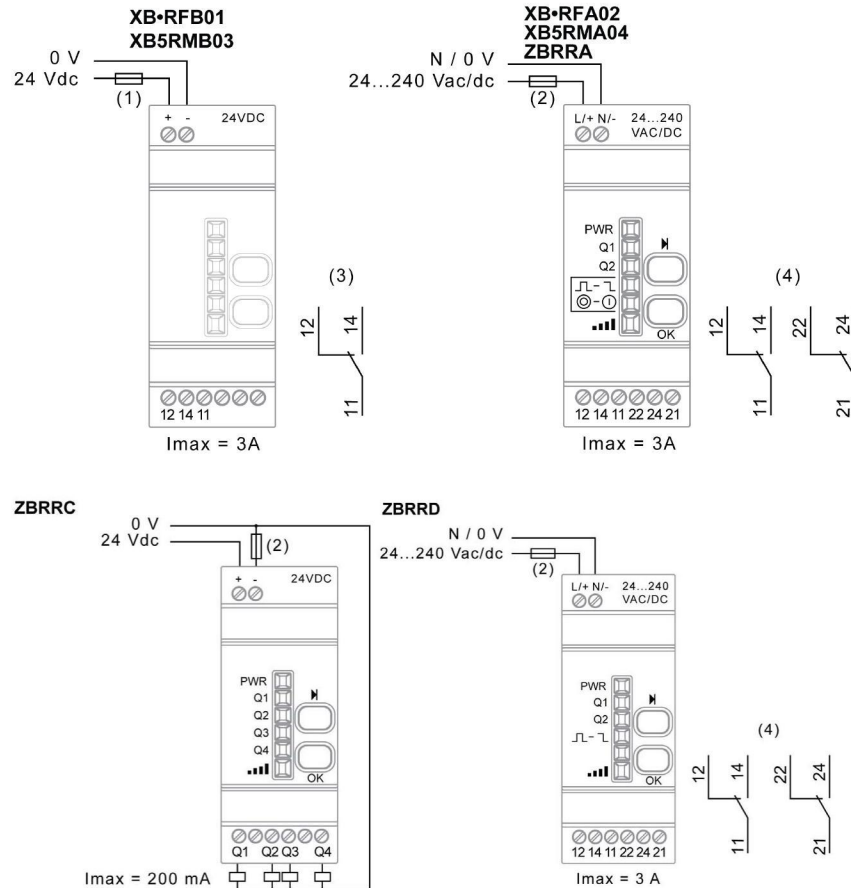 XB•RFB01
XB5RMB03
0 V
24 Vdc
(1)
+ - 24VDC
(3)
12 14
11
12 14 11
Imax = 3A
XB•RFA02
XB5RMA04
ZBRRA
N / 0 V
24...240 Vac/dc
(2)
L/+ N/- 24...240
VAC/DC
PWR
Q1
Q2
OK
(4)
12 14 22 24
11 21
12 14 11 22 24 21
Imax = 3A
ZBRRC
0 V
24 Vdc
(2)
+ - 24VDC
PWR
Q1
Q2
Q3
Q4
OK
Q1 Q2 Q3 Q4
Imax = 200 mA
ZBRRD
N / 0 V
24...240 Vac/dc
(2)
L/+ N/- 24...240
VAC/DC
PWR
Q1
Q2
OK
(4)
12 14 22 24
11 21
12 14 11 22 24 21
Imax = 3 A